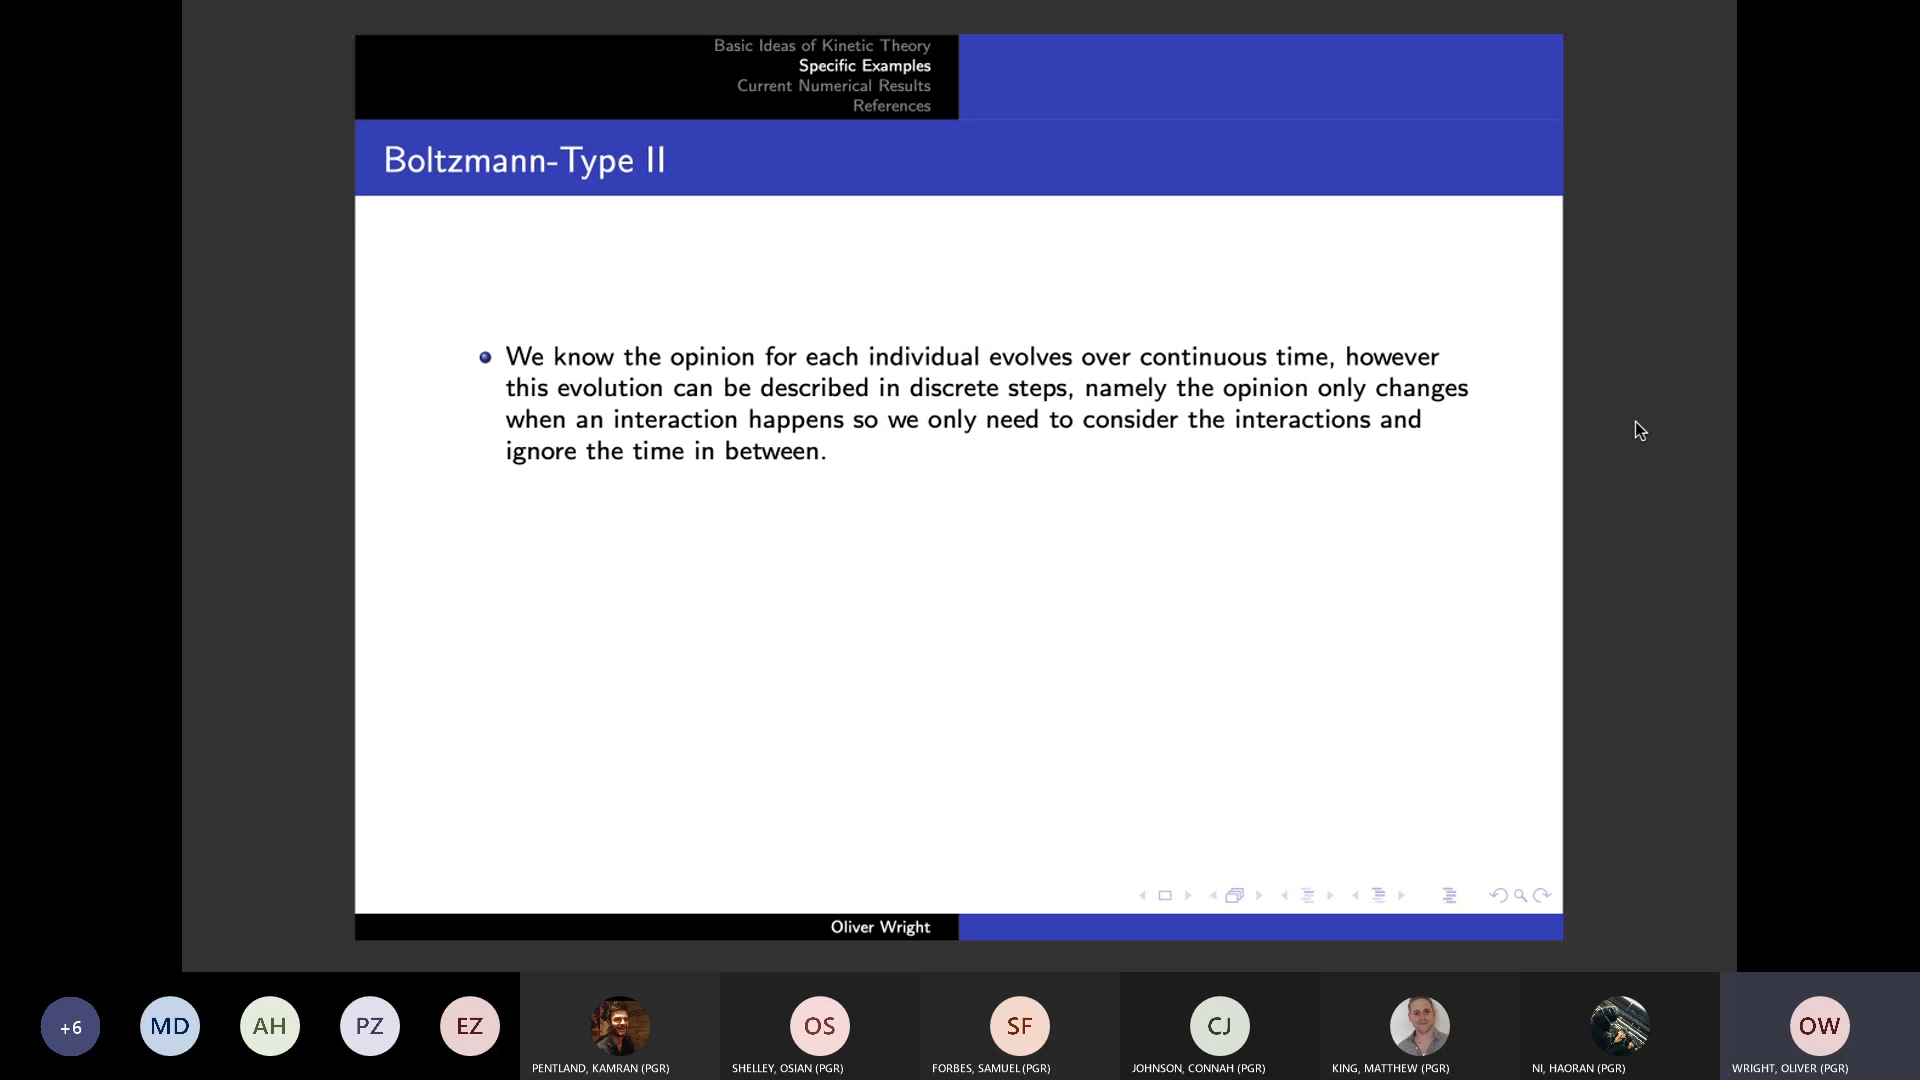 Basic Ideas of Kinetic Theory
Specific Examples
Current Numerical Results
References
Boltzmann-Type II
We know the opinion for each individual evolves over continuous time, however
this evolution can be described in discrete steps, namely the opinion only changes
when an interaction happens so we only need to consider the interactions and
ignore the time in between.
Oliver Wright
+6
MD
AH
PZ
EZ
PENTLAND, KAMRAN (PGR)
OS
SHELLEY, OSIAN (PGR)
SF
FORBES, SAMUEL (PGR)
CJ
JOHNSON, CONNAH (PGR)
KING, MATTHEW (PGR)
NI, HAORAN (PGR)
OW
WRIGHT, OLIVER (PGR)